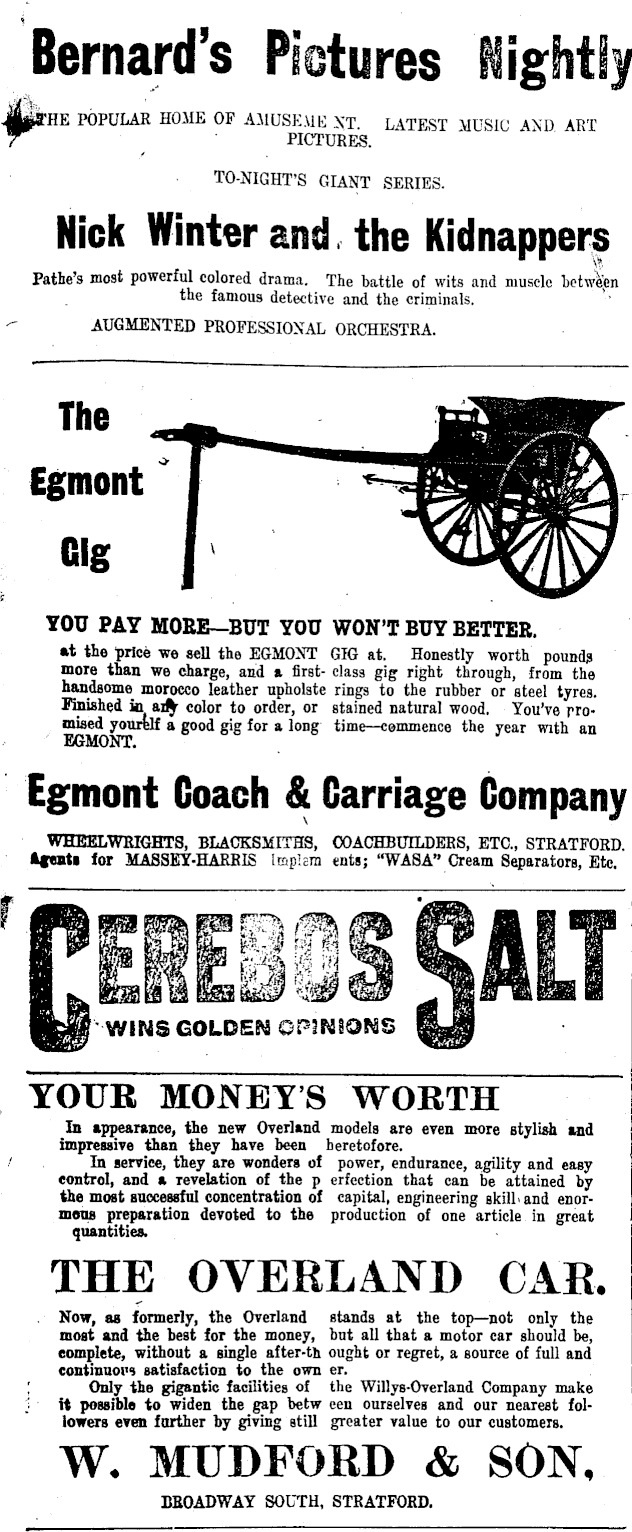 Bernard's Pictures Nightly
THE POPULAR HOME OF AMUSEMENT. LATEST MUSIC AND ART
PICTURES.
TO-NIGHT'S GIANT SERIES.
Nick Winter and the Kidnappers
Pathe's most powerful colored drama. The battle of wits and muscle between
the famous detective and the criminals.
AUGMENTED PROFESSIONAL ORCHESTRA.
The
Egmont
Gig
YOU PAY MORE—BUT YOU WON'T BUY BETTER.
at the price we sell the EGMONT GIG at. Honestly worth pounds
more than we charge, and a first-class gig right through, from the
handsome morocco leather upholsterings to the rubber or steel tyres.
Finished in any color to order, or stained natural wood. You've pro-
mised yourself a good gig for a long time—commence the year with an
EGMONT.
Egmont Coach & Carriage Company
WHEELWRIGHTS, BLACKSMITHS, COACHBUILDERS, ETC., STRATFORD.
Agents for MASSEY-HARRIS Implements; "WASA" Cream Separators, Etc.
CEREBOS SALT
WINS GOLDEN OPINIONS
YOUR MONEY'S WORTH
In appearance, the new Overland models are even more stylish and
impressive than they have been heretofore.
In service, they are wonders of power, endurance, agility and easy
control, and a revelation of the perfection that can be attained by
the most successful concentration of capital, engineering skill and enor-
mous preparation devoted to the production of one article in great
quantities.
THE OVERLAND CAR.
Now, as formerly, the Overland stands at the top—not only the
most and the best for the money, but all that a motor car should be,
complete, without a single after-thought or regret, a source of full and
continuous satisfaction to the owner.
Only the gigantic facilities of the Willys-Overland Company make
it possible to widen the gap between ourselves and our nearest fol-
lowers even further by giving still greater value to our customers.
W. MUDFORD & SON,
BROADWAY SOUTH, STRATFORD.